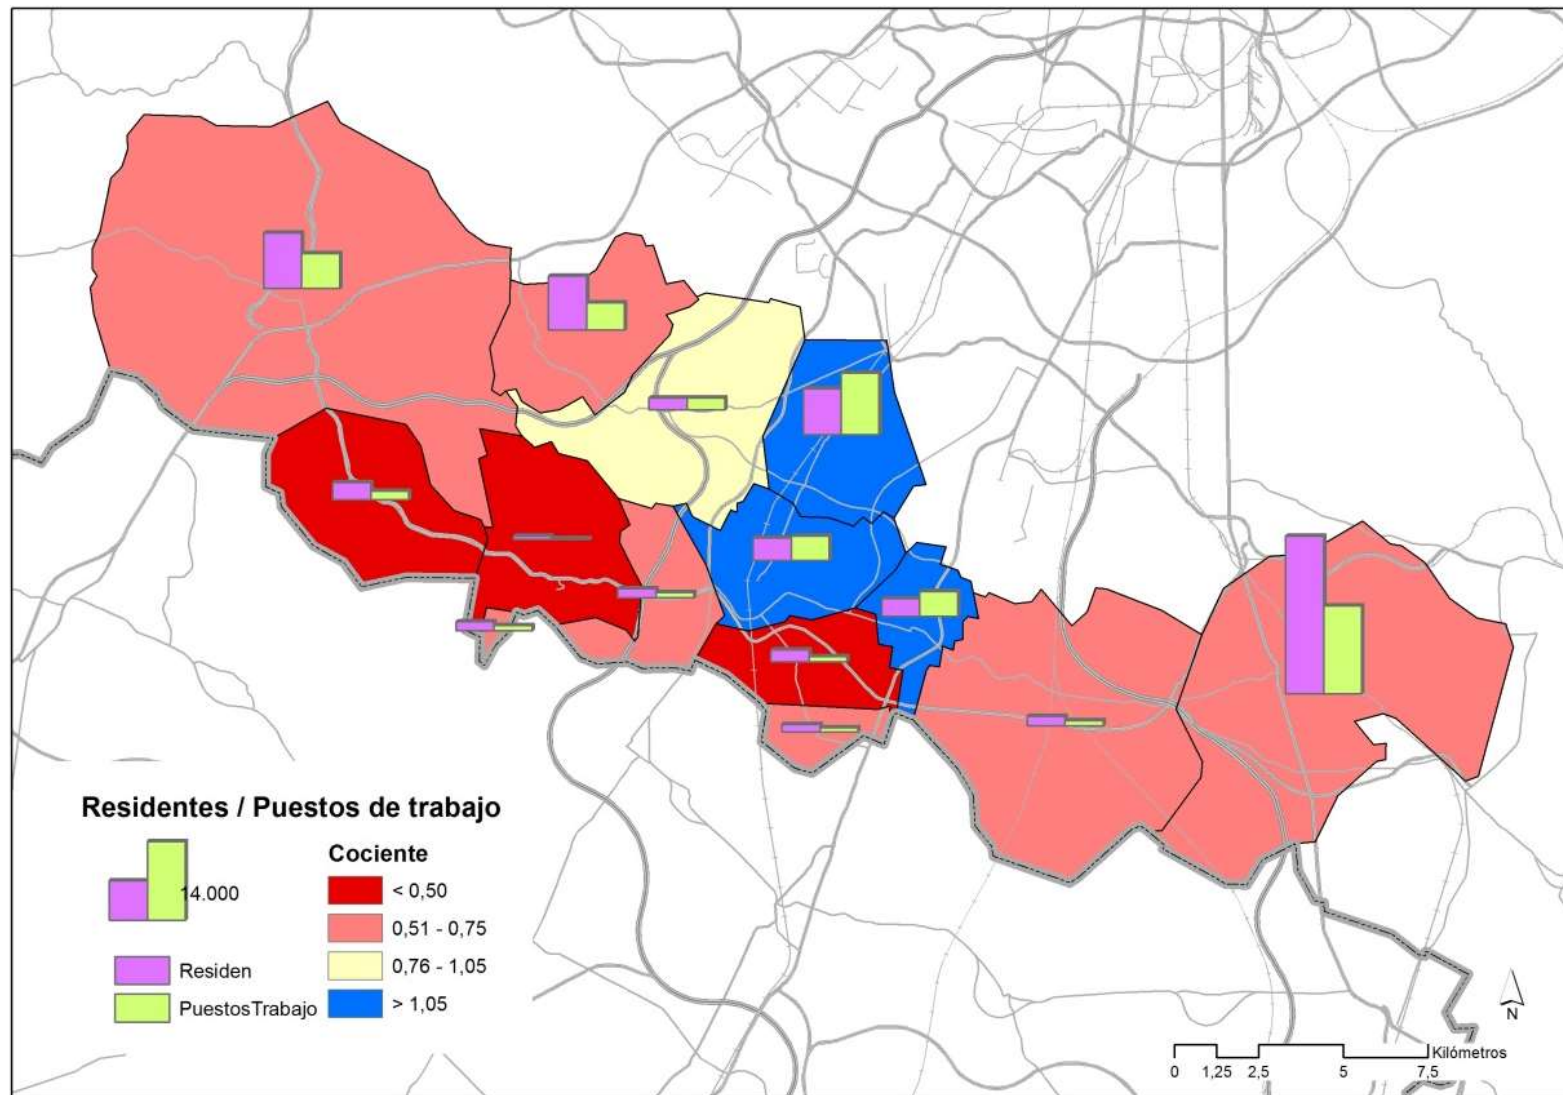 Residentes / Puestos de trabajo
14.000
Residen
PuestosTrabajo
Cociente
< 0,50
0,51 - 0,75
0,76 - 1,05
> 1,05
N
Kilómetros
0 1,25 2,5 5 7,5